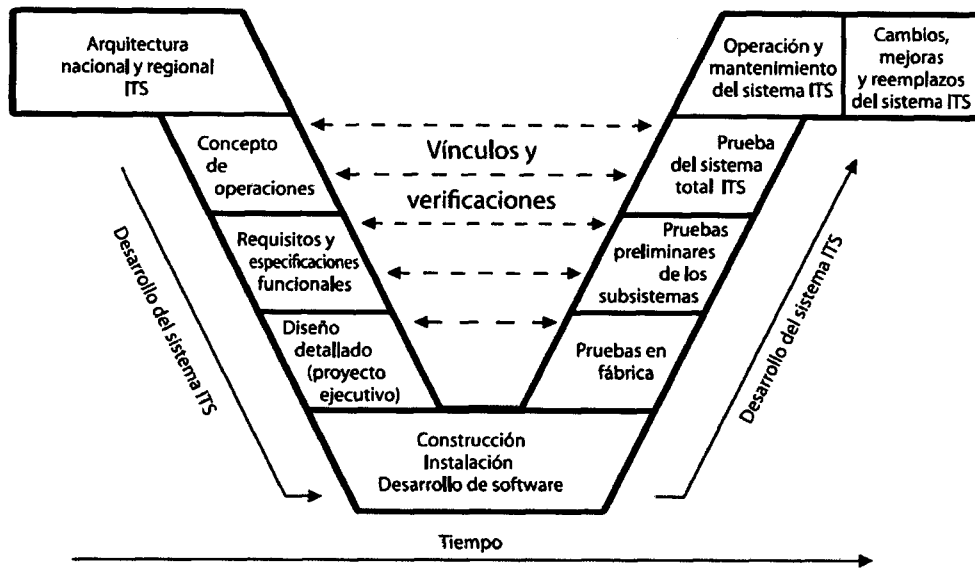 Arquitectura
nacional y regional
ITS
Concepto
de
operaciones
Requisitos y
especificaciones
funcionales
Diseño
detallado
(proyecto
ejecutivo)
Construcción
Instalación
Desarrollo de software
Pruebas en
fábrica
Pruebas
preliminares
de los
subsistemas
Prueba
del sistema
total ITS
Operación y
mantenimiento
del sistema ITS
Cambios,
mejoras
y reemplazos
del sistema ITS
Vínculos y
verificaciones
Desarrollo del sistema ITS
Desarrollo del sistema ITS
Tiempo